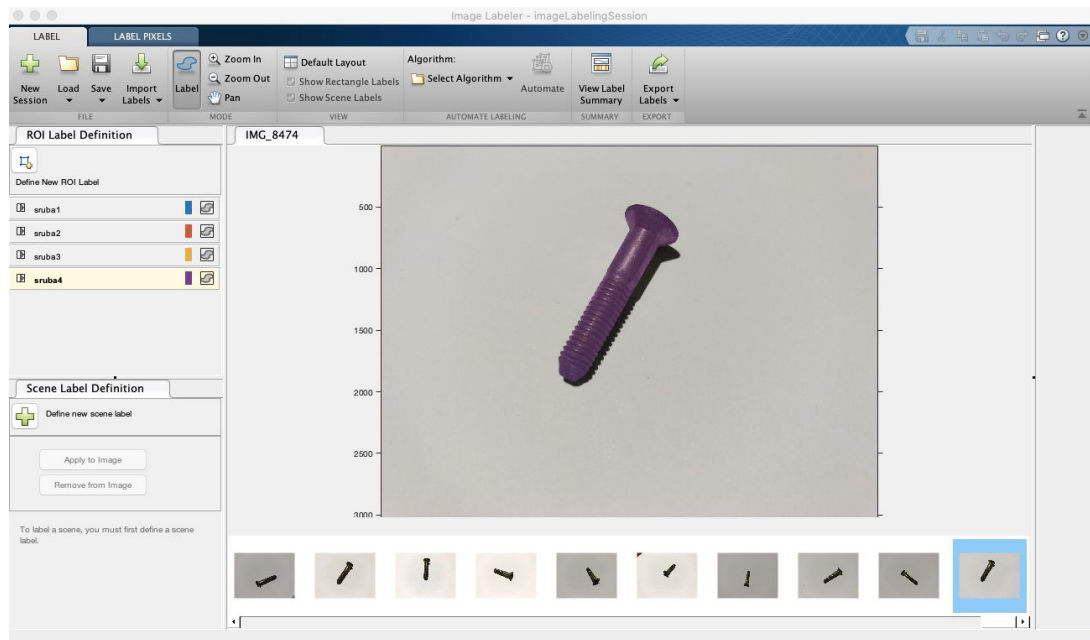 Image Labeler - imageLabelingSession
LABEL
LABEL PIXELS
New Session
Load
Save
Import Labels
FILE
Label
Zoom In
Zoom Out
Pan
MODE
Default Layout
Show Rectangle Labels
Show Scene Labels
VIEW
Algorithm:
Select Algorithm
Automate
AUTOMATE LABELING
View Label Summary
SUMMARY
Export Labels
EXPORT
ROI Label Definition
Define New ROI Label
sruba1
sruba2
sruba3
sruba4
Scene Label Definition
Define new scene label
Apply to Image
Remove from Image
To label a scene, you must first define a scene
label.
IMG_8474
500
1000
1500
2000
2500
3000